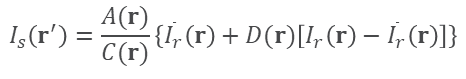 I_s(𝐫′) = A(𝐫)/C(𝐫) {Ī_r(𝐫) + D(𝐫)[I_r(𝐫) − Ī_r(𝐫)]}